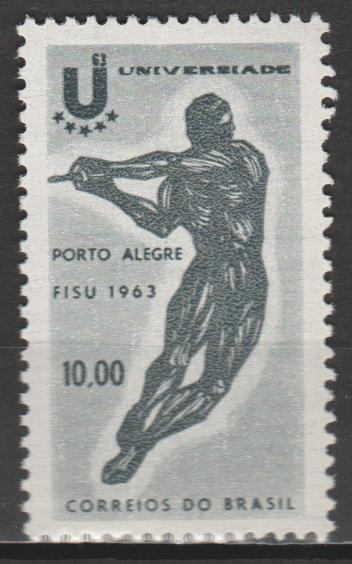 U 63 UNIVERSIADE
PORTO ALEGRE
FISU 1963
10,00
CORREIOS DO BRASIL